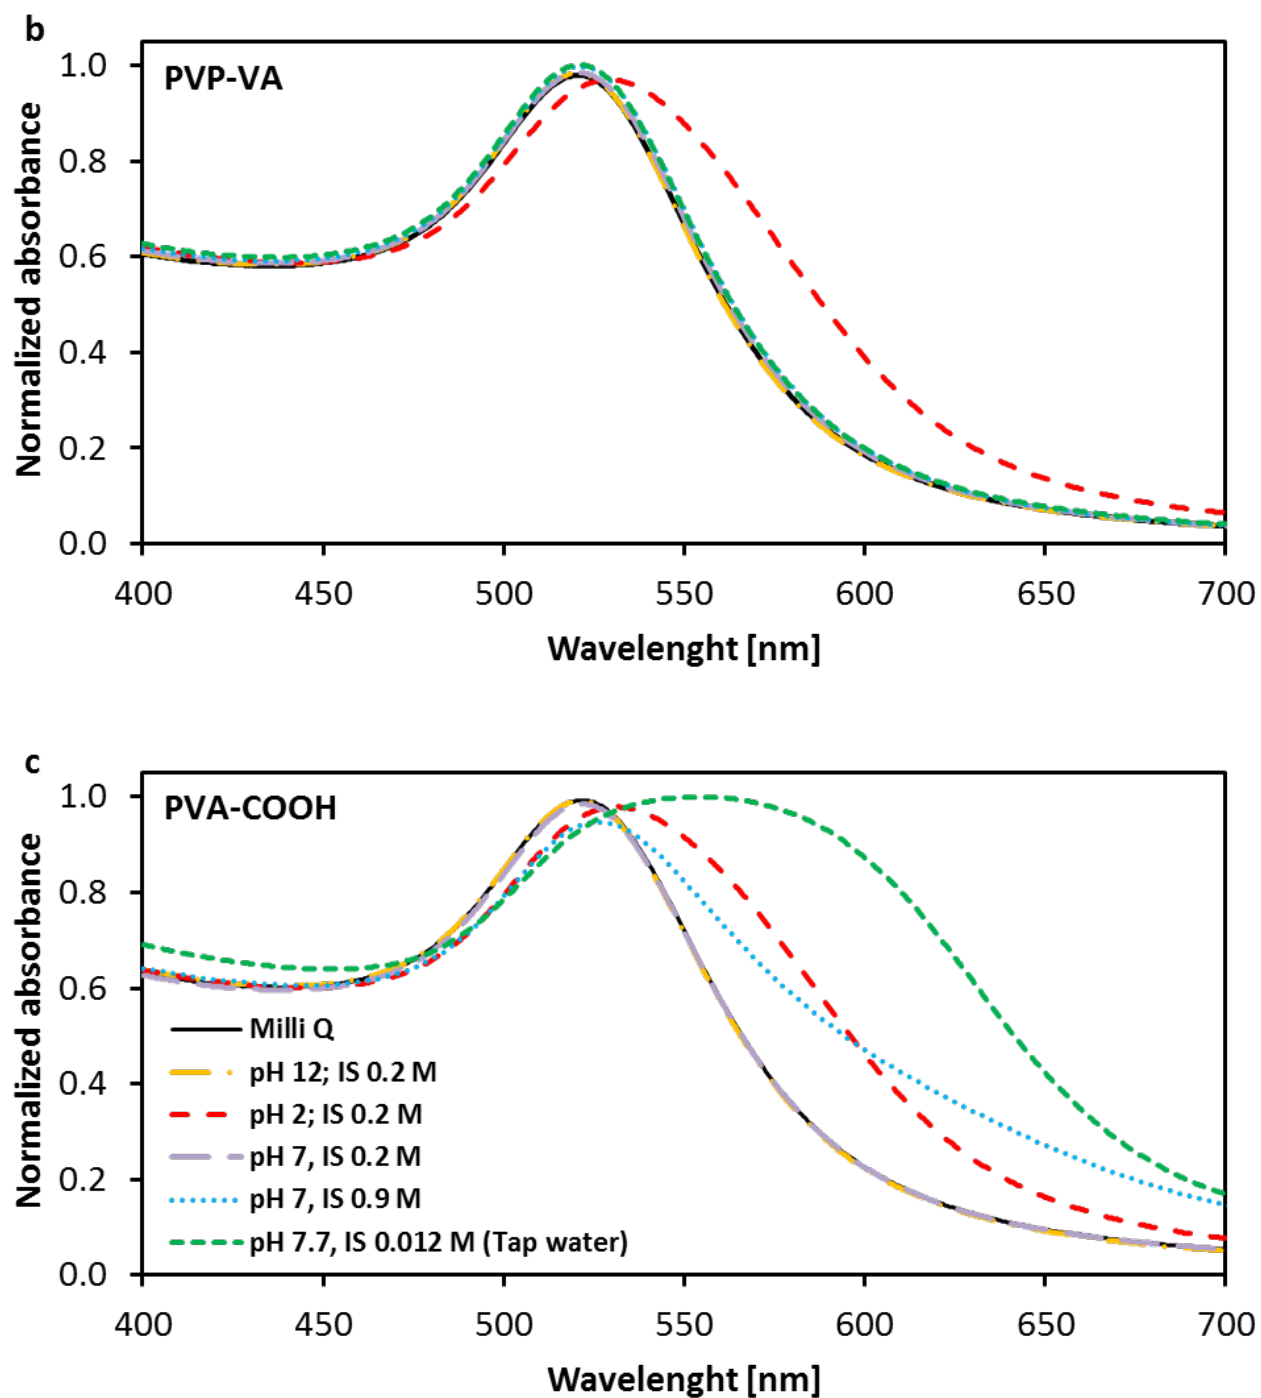 b
PVP-VA
1.0
0.8
0.6
0.4
0.2
0.0
Normalized absorbance
400 450 500 550 600 650 700
Wavelenght [nm]
c
PVA-COOH
1.0
0.8
0.6
0.4
0.2
0.0
Normalized absorbance
Milli Q
pH 12; IS 0.2 M
pH 2; IS 0.2 M
pH 7, IS 0.2 M
pH 7, IS 0.9 M
pH 7.7, IS 0.012 M (Tap water)
400 450 500 550 600 650 700
Wavelenght [nm]